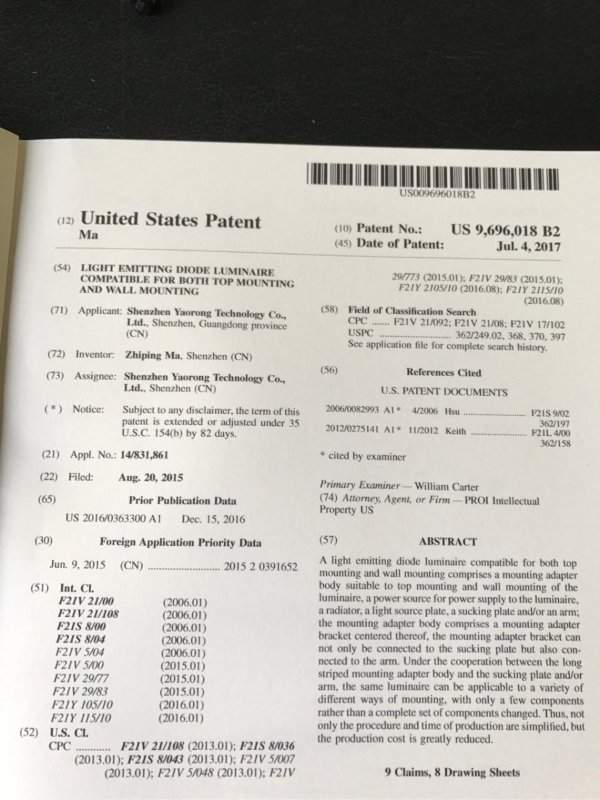 US009696018B2
(12) United States Patent
Ma
(10) Patent No.: US 9,696,018 B2
(45) Date of Patent: Jul. 4, 2017
(54) LIGHT EMITTING DIODE LUMINAIRE
COMPATIBLE FOR BOTH TOP MOUNTING
AND WALL MOUNTING
(71) Applicant: Shenzhen Yaorong Technology Co.,
Ltd., Shenzhen, Guangdong province
(CN)
(72) Inventor: Zhiping Ma, Shenzhen (CN)
(73) Assignee: Shenzhen Yaorong Technology Co.,
Ltd., Shenzhen (CN)
( * ) Notice: Subject to any disclaimer, the term of this
patent is extended or adjusted under 35
U.S.C. 154(b) by 82 days.
(21) Appl. No.: 14/831,861
(22) Filed: Aug. 20, 2015
(65) Prior Publication Data
US 2016/0363300 A1 Dec. 15, 2016
(30) Foreign Application Priority Data
Jun. 9, 2015 (CN) ........................... 2015 2 0391652
(51) Int. Cl.
F21V 21/00 (2006.01)
F21V 21/108 (2006.01)
F21S 8/00 (2006.01)
F21S 8/04 (2006.01)
F21V 5/04 (2006.01)
F21V 5/00 (2015.01)
F21V 29/77 (2015.01)
F21V 29/83 (2015.01)
F21Y 105/10 (2016.01)
F21Y 115/10 (2016.01)
(52) U.S. Cl.
CPC ............ F21V 21/108 (2013.01); F21S 8/036
(2013.01); F21S 8/043 (2013.01); F21V 5/007
(2013.01); F21V 5/048 (2013.01); F21V
29/773 (2015.01); F21V 29/83 (2015.01);
F21Y 2105/10 (2016.08); F21Y 2115/10
(2016.08)
(58) Field of Classification Search
CPC ...... F21V 21/092; F21V 21/08; F21V 17/102
USPC ........................ 362/249.02, 368, 370, 397
See application file for complete search history.
(56) References Cited
U.S. PATENT DOCUMENTS
2006/0082993 A1* 4/2006 Hsu ........................ F21S 9/02
362/197
2012/0275141 A1* 11/2012 Keith ...................... F21L 4/00
362/158
* cited by examiner
Primary Examiner — William Carter
(74) Attorney, Agent, or Firm — PROI Intellectual
Property US
(57) ABSTRACT
A light emitting diode luminaire compatible for both top
mounting and wall mounting comprises a mounting adapter
body suitable to top mounting and wall mounting of the
luminaire, a power source for power supply to the luminaire,
a radiator, a light source plate, a sucking plate and/or an arm;
the mounting adapter body comprises a mounting adapter
bracket centered thereof, the mounting adapter bracket can
not only be connected to the sucking plate but also con-
nected to the arm. Under the cooperation between the long
striped mounting adapter body and the sucking plate and/or
arm, the same luminaire can be applicable to a variety of
different ways of mounting, with only a few components
rather than a complete set of components changed. Thus, not
only the procedure and time of production are simplified, but
the production cost is greatly reduced.
9 Claims, 8 Drawing Sheets